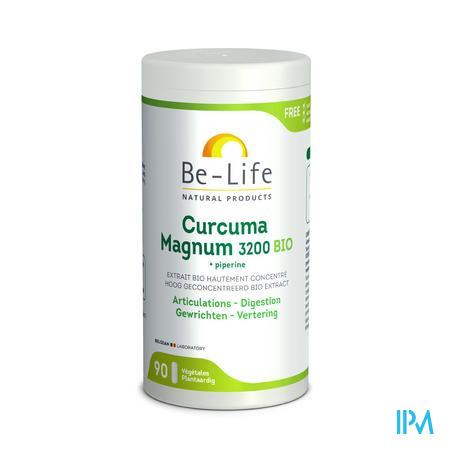 FREE
Be-Life
NATURAL PRODUCTS
Curcuma
Magnum 3200 BIO
+ piperine
EXTRAIT BIO HAUTEMENT CONCENTRÉ
HOOG GECONCENTREERD BIO EXTRACT
Articulations - Digestion
Gewrichten - Vertering
BELGIAN LABORATORY
90 Végétales
Plantaardig
IPM